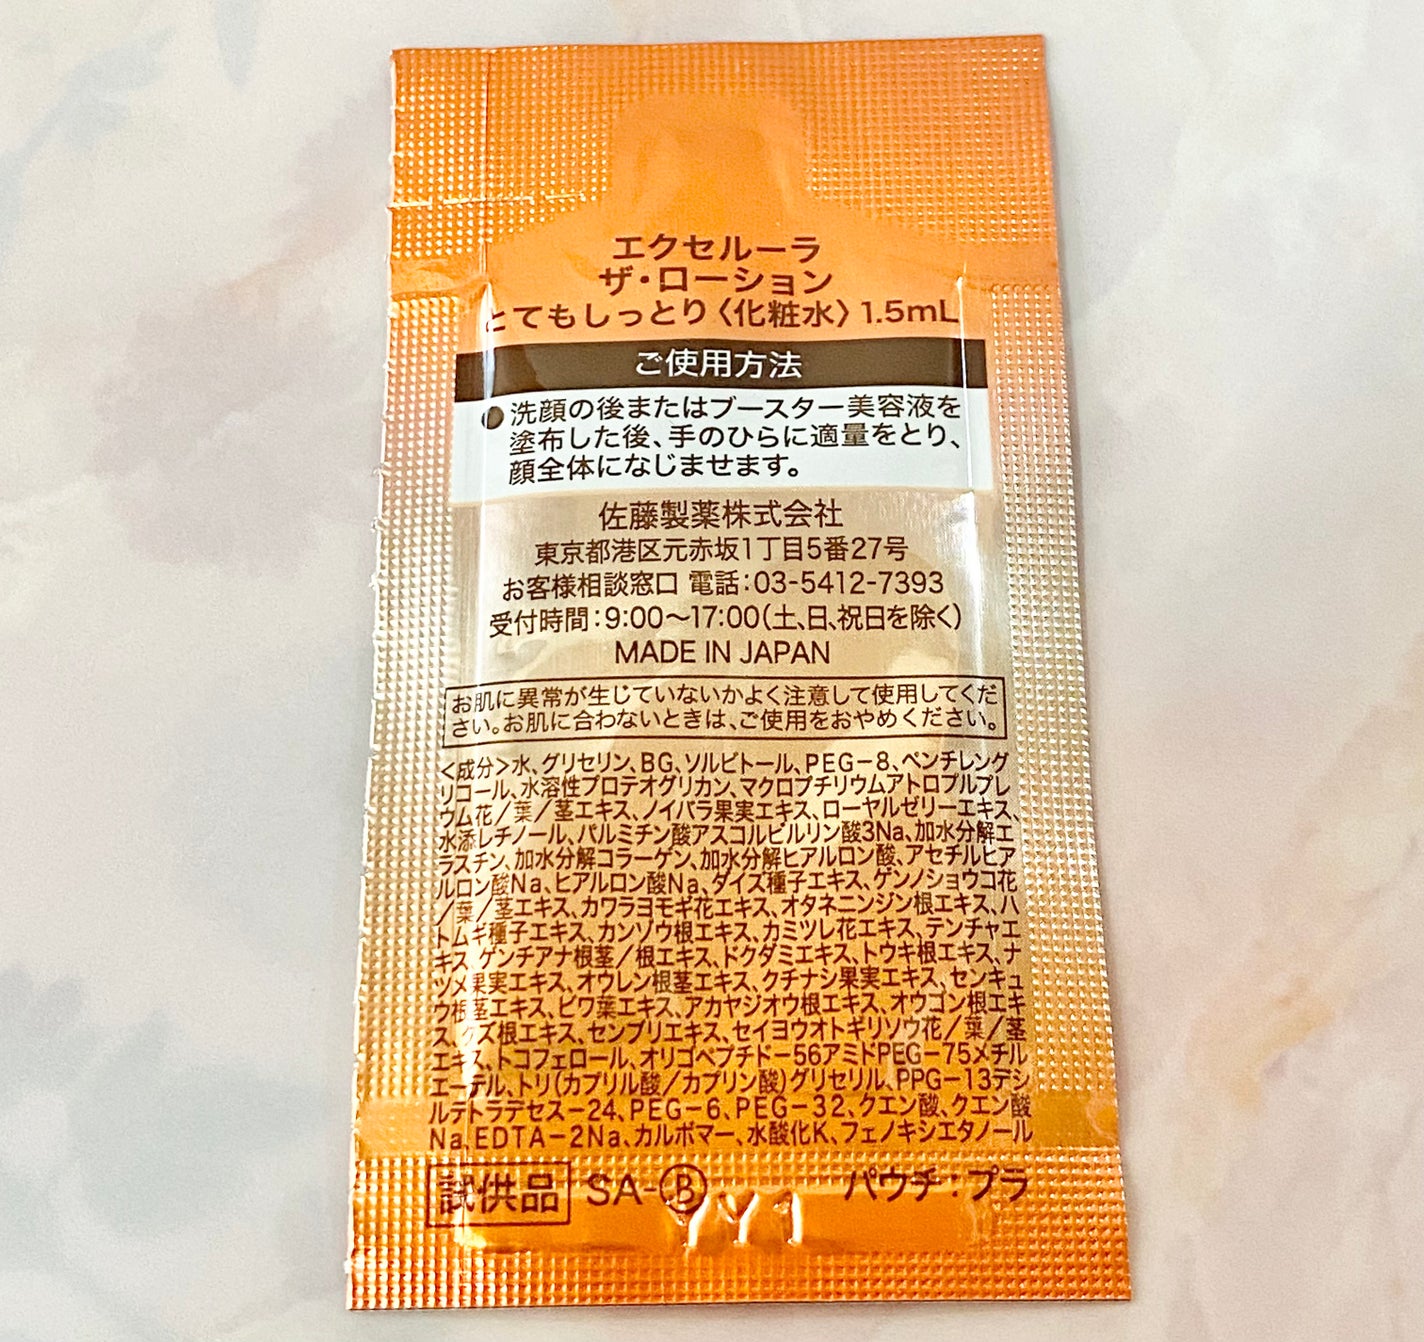 エクセルーラ
ザ・ローション
とてもしっとり〈化粧水〉1.5mL
ご使用方法
●洗顔の後またはブースター美容液を
塗布した後、手のひらに適量をとり、
顔全体になじませます。
佐藤製薬株式会社
東京都港区元赤坂1丁目5番27号
お客様相談窓口 電話:03-5412-7393
受付時間:9:00〜17:00(土、日、祝日を除く)
MADE IN JAPAN
お肌に異常が生じていないかよく注意して使用してくだ
さい。お肌に合わないときは、ご使用をおやめください。
<成分>水、グリセリン、BG、ソルビトール、PEG-8、ペンチレング
リコール、水溶性プロテオグリカン、マクロプチリウムアトロプルプレ
ウム花/葉/茎エキス、ノイバラ果実エキス、ローヤルゼリーエキス、
水添レチノール、パルミチン酸アスコルビルリン酸3Na、加水分解エ
ラスチン、加水分解コラーゲン、加水分解ヒアルロン酸、アセチルヒア
ルロン酸Na、ヒアルロン酸Na、ダイズ種子エキス、ゲンノショウコ花
/葉/茎エキス、カワラヨモギ花エキス、オタネニンジン根エキス、ハ
トムギ種子エキス、カンゾウ根エキス、カミツレ花エキス、テンチャエ
キス、ゲンチアナ根茎/根エキス、ドクダミエキス、トウキ根エキス、ナ
ツメ果実エキス、オウレン根茎エキス、クチナシ果実エキス、センキュ
ウ根茎エキス、ビワ葉エキス、アカヤジオウ根エキス、オウゴン根エキ
ス、クズ根エキス、センブリエキス、セイヨウオトギリソウ花/葉/茎
エキス、トコフェロール、オリゴペプチド-56アミドPEG-75メチル
エーテル、トリ(カプリル酸/カプリン酸)グリセリル、PPG-13デシ
ルテトラデセス-24、PEG-6、PEG-32、クエン酸、クエン酸
Na、EDTA-2Na、カルボマー、水酸化K、フェノキシエタノール
試供品 SA-Ⓑ パウチ:プラ
YY1